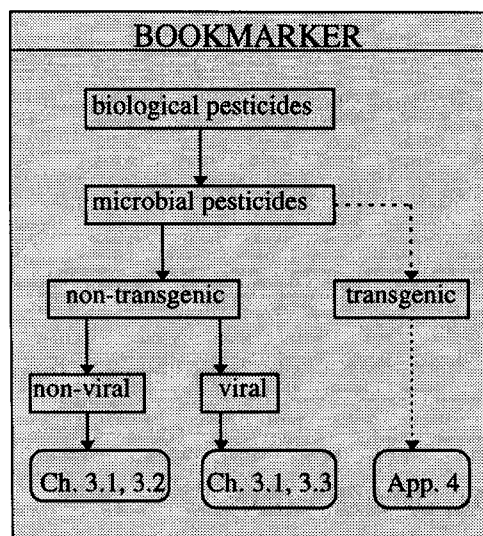 BOOKMARKER
biological pesticides
microbial pesticides
non-transgenic
transgenic
non-viral
viral
Ch. 3.1, 3.2
Ch. 3.1, 3.3
App. 4